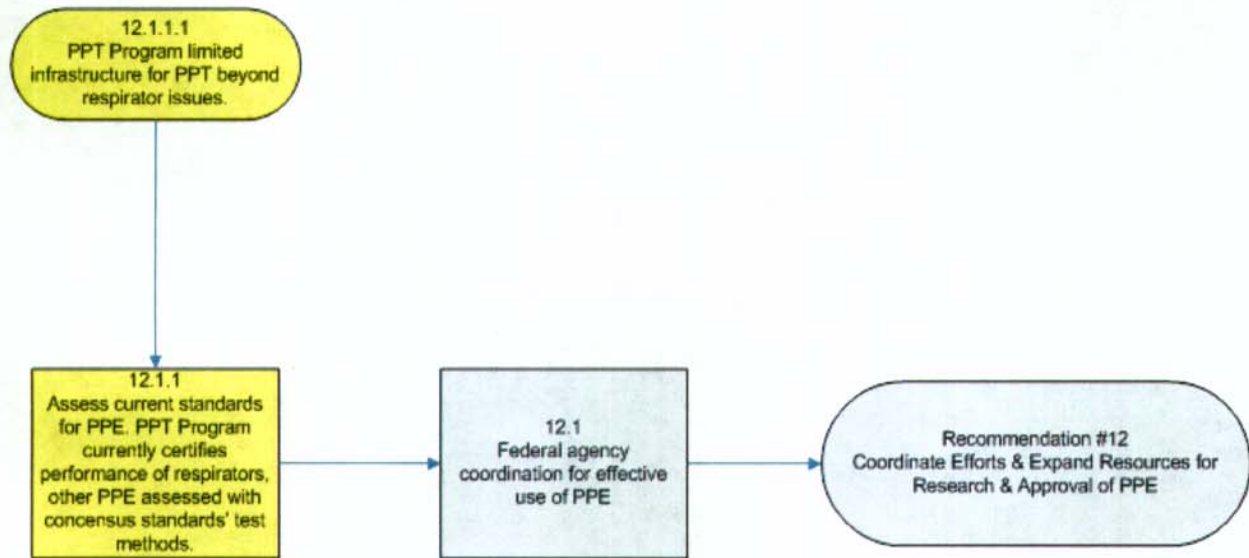 12.1.1.1
PPT Program limited
infrastructure for PPT beyond
respirator issues.
12.1.1
Assess current standards
for PPE. PPT Program
currently certifies
performance of respirators,
other PPE assessed with
concensus standards' test
methods.
12.1
Federal agency
coordination for effective
use of PPE
Recommendation #12
Coordinate Efforts & Expand Resources for
Research & Approval of PPE